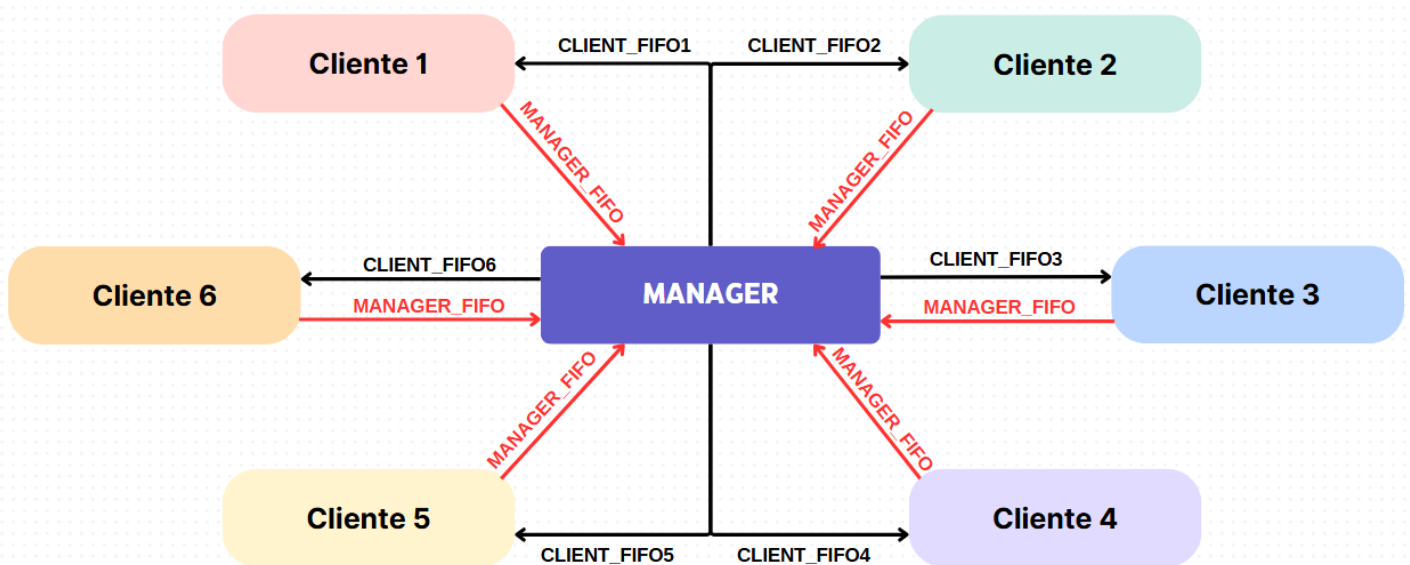 CLIENT_FIFO1
CLIENT_FIFO2
Cliente 1
Cliente 2
MANAGER_FIFO
MANAGER_FIFO
CLIENT_FIFO6
CLIENT_FIFO3
Cliente 6
MANAGER
Cliente 3
MANAGER_FIFO
MANAGER_FIFO
MANAGER_FIFO
MANAGER_FIFO
Cliente 5
Cliente 4
CLIENT_FIFO5
CLIENT_FIFO4